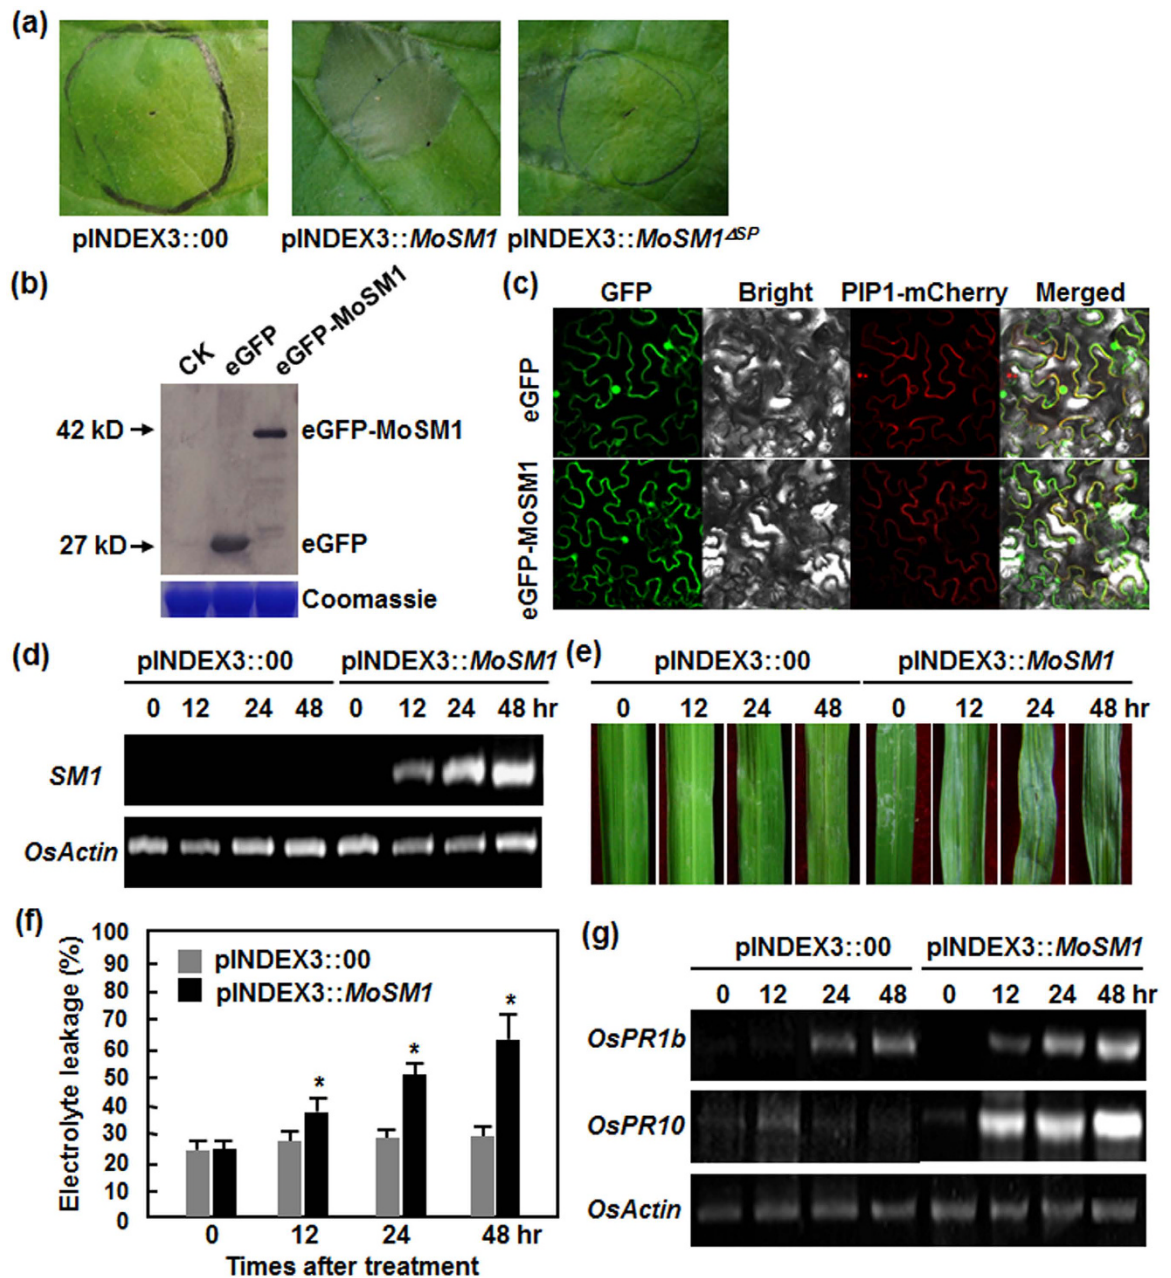 (a)
pINDEX3::00 pINDEX3::MoSM1 pINDEX3::MoSM1ΔSP
(b)
CK eGFP eGFP-MoSM1
42 kD eGFP-MoSM1
27 kD eGFP
Coomassie
(c)
GFP Bright PIP1-mCherry Merged
eGFP
eGFP-MoSM1
(d)
pINDEX3::00 pINDEX3::MoSM1
0 12 24 48 0 12 24 48 hr
SM1
OsActin
(e)
pINDEX3::00 pINDEX3::MoSM1
0 12 24 48 0 12 24 48 hr
(f)
Electrolyte leakage (%)
100
90
80
70
60
50
40
30
20
10
0
pINDEX3::00
pINDEX3::MoSM1
* * *
0 12 24 48 hr
Times after treatment
(g)
pINDEX3::00 pINDEX3::MoSM1
0 12 24 48 0 12 24 48 hr
OsPR1b
OsPR10
OsActin